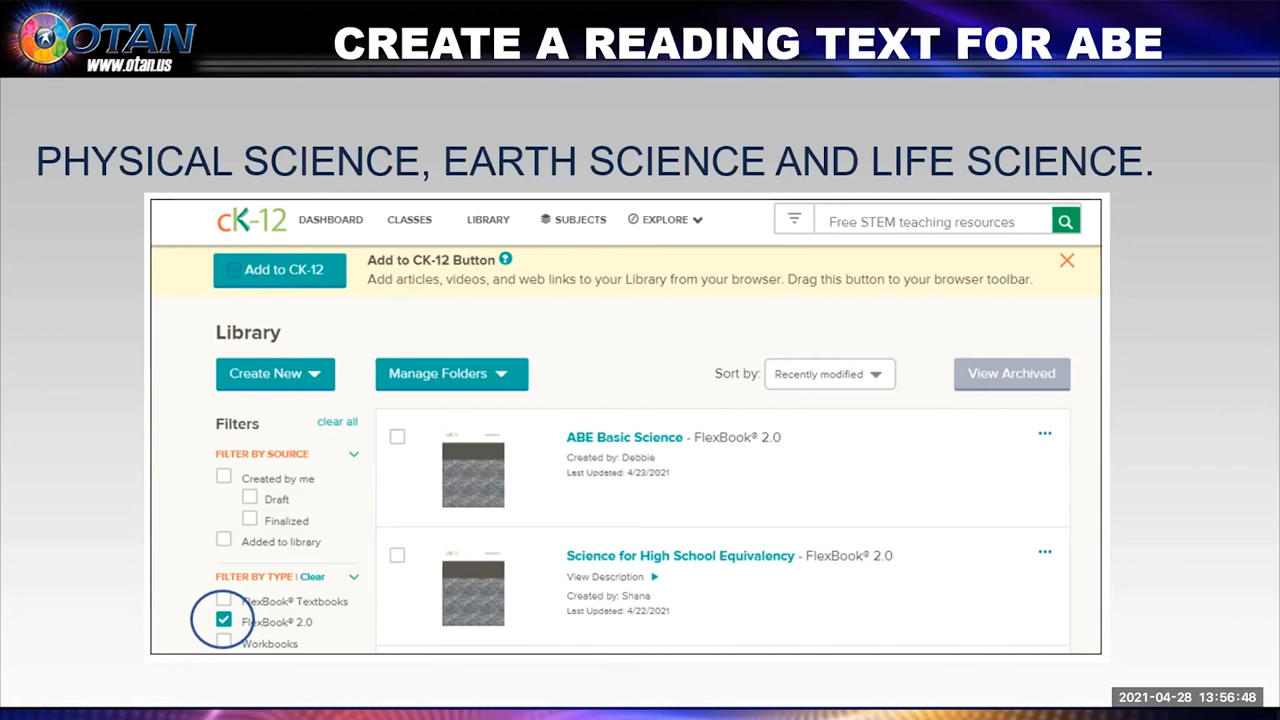 OTAN
www.otan.us
CREATE A READING TEXT FOR ABE
PHYSICAL SCIENCE, EARTH SCIENCE AND LIFE SCIENCE.
cK-12 DASHBOARD CLASSES LIBRARY SUBJECTS EXPLORE Free STEM teaching resources
Add to CK-12
Add to CK-12 Button
Add articles, videos, and web links to your Library from your browser. Drag this button to your browser toolbar.
Library
Create New Manage Folders Sort by: Recently modified View Archived
Filters clear all
FILTER BY SOURCE
Created by me
Draft
Finalized
Added to library
FILTER BY TYPE | Clear
FlexBook® Textbooks
FlexBook® 2.0
Workbooks
ABE Basic Science - FlexBook® 2.0
Created by: Debbie
Last Updated: 4/23/2021
Science for High School Equivalency - FlexBook® 2.0
View Description
Created by: Shana
Last Updated: 4/22/2021
2021-04-28 13:56:48